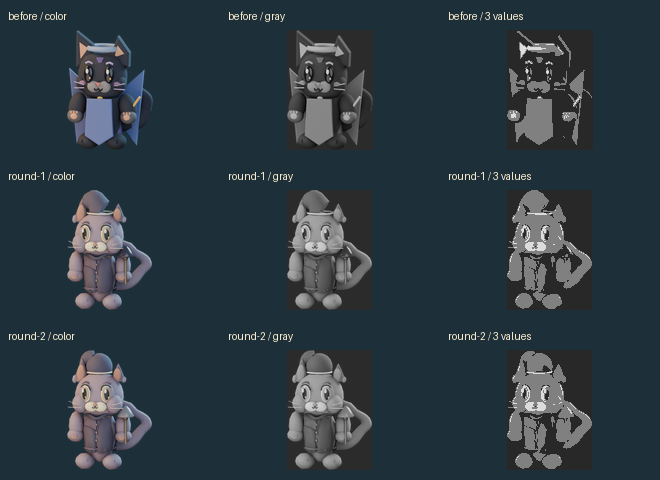 before / color
before / gray
before / 3 values
round-1 / color
round-1 / gray
round-1 / 3 values
round-2 / color
round-2 / gray
round-2 / 3 values